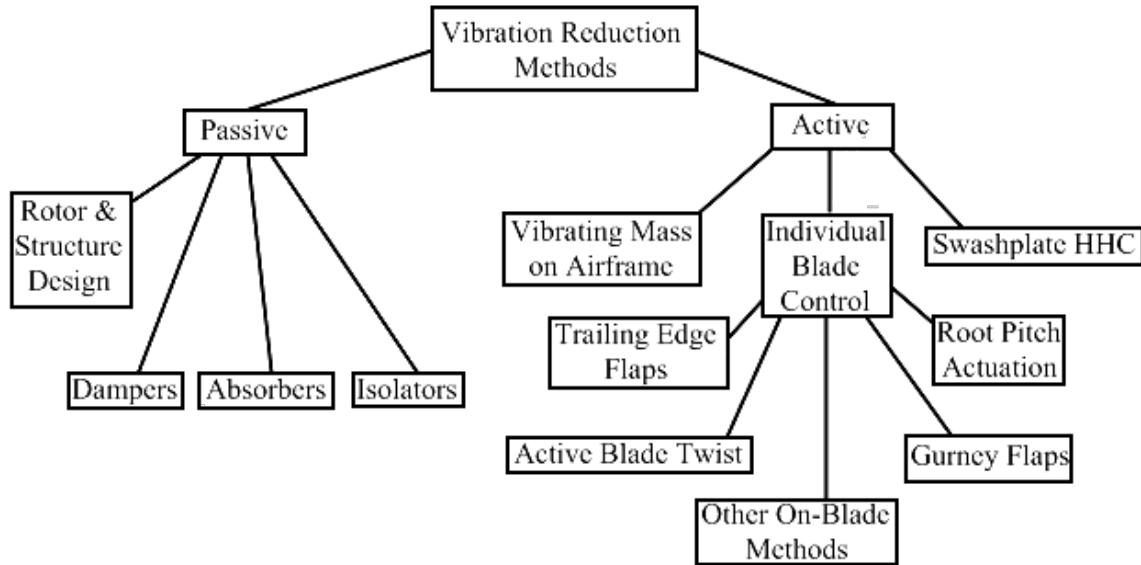 Vibration Reduction
Methods
Passive
Active
Rotor &
Structure
Design
Vibrating Mass
on Airframe
Individual
Blade
Control
Swashplate HHC
Trailing Edge
Flaps
Root Pitch
Actuation
Dampers
Absorbers
Isolators
Active Blade Twist
Gurney Flaps
Other On-Blade
Methods